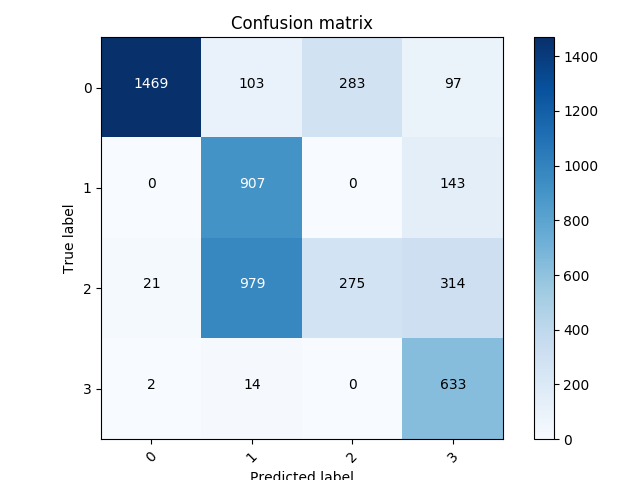 Confusion matrix
0 1469 103 283 97
1 0 907 0 143
2 21 979 275 314
3 2 14 0 633
0 1 2 3
True label
Predicted label
1400
1200
1000
800
600
400
200
0